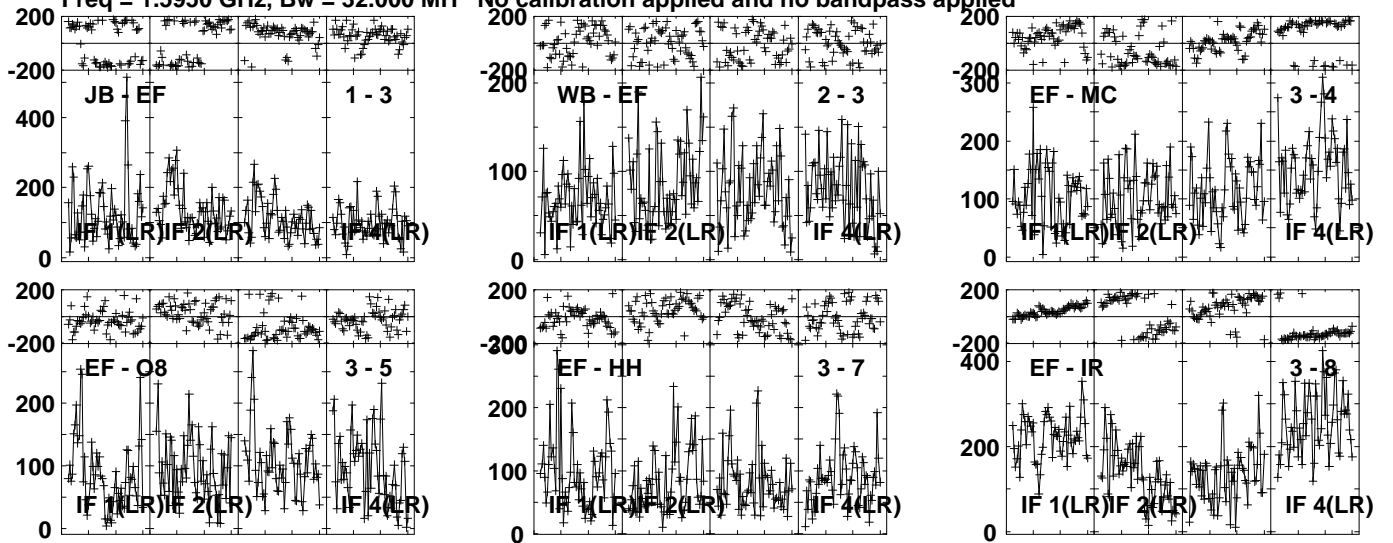 Freq = 1.5950 GHz, Bw = 32.000 MH No calibration applied and no bandpass applied
200
-200
JB - EF 1 - 3
400
200
0
IF 1(LR) IF 2(LR) IF 4(LR)
200
-200
200
WB - EF 2 - 3
100
0
IF 1(LR) IF 2(LR) IF 4(LR)
200
-200
300
EF - MC 3 - 4
200
100
0
IF 1(LR) IF 2(LR) IF 4(LR)
200
-200
EF - O8 3 - 5
200
100
0
IF 1(LR) IF 2(LR) IF 4(LR)
200
-200
300
EF - HH 3 - 7
200
100
0
IF 1(LR) IF 2(LR) IF 4(LR)
200
-200
400
EF - IR 3 - 8
200
0
IF 1(LR) IF 2(LR) IF 4(LR)